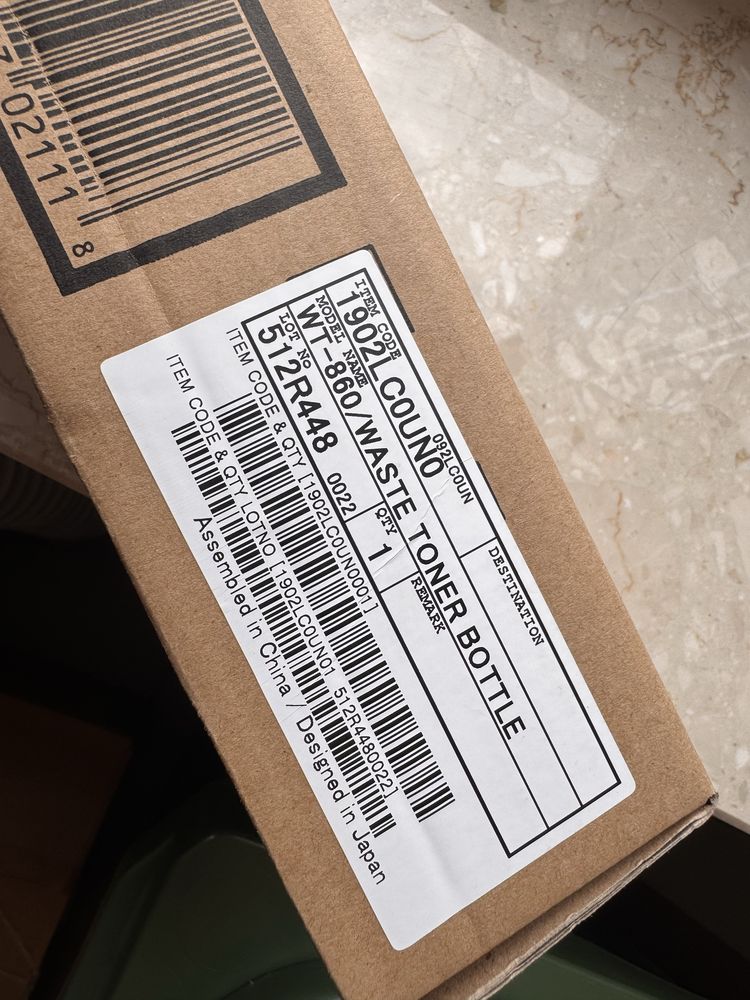 02111 8
ITEM CODE
1902LC0UN0 092LC0UN
DESTINATION
MODEL NAME
WT-860/WASTE TONER BOTTLE
LOT NO
512R448 0022
QTY
1
REMARK
ITEM CODE & QTY [1902LC0UN0001]
ITEM CODE & QTY LOTNO [1902LC0UN01 512R4480022]
Assembled in China / Designed in Japan